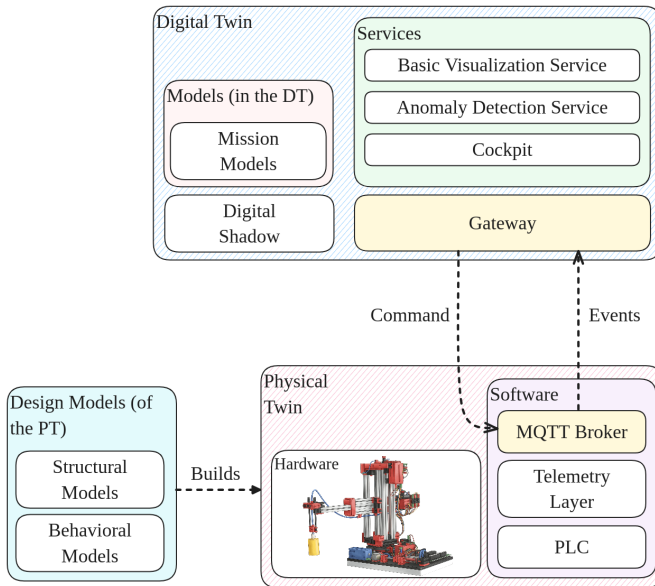 Digital Twin
Services
Basic Visualization Service
Models (in the DT)
Anomaly Detection Service
Mission
Models
Cockpit
Digital
Shadow
Gateway
Command
Events
Physical
Twin
Design Models (of
the PT)
Software
MQTT Broker
Structural
Models
Builds
Hardware
Telemetry
Layer
Behavioral
Models
PLC